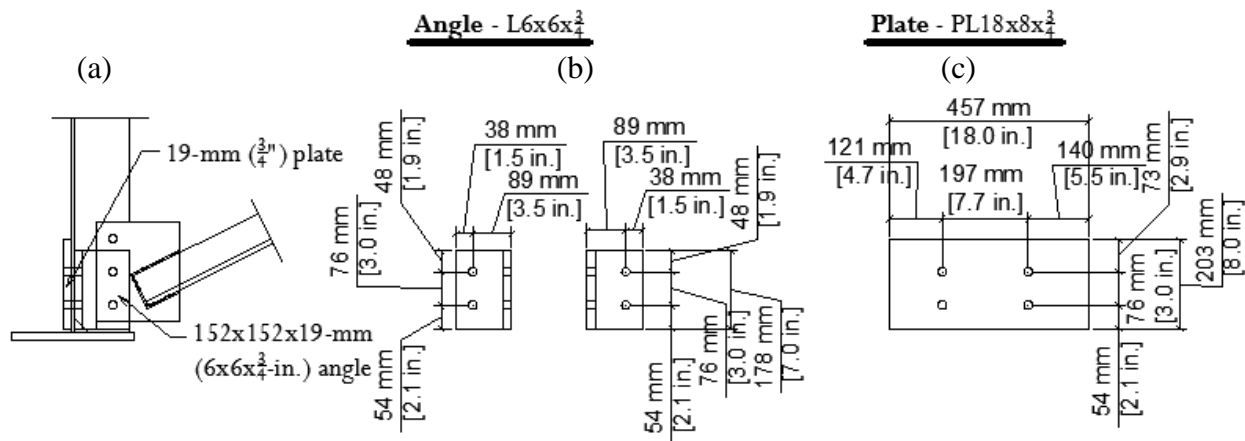 Angle - L6x6x3/4
Plate - PL18x8x3/4
(a)
(b)
(c)
19-mm (3/4") plate
152x152x19-mm
(6x6x3/4-in.) angle
48 mm
[1.9 in.]
76 mm
[3.0 in.]
54 mm
[2.1 in.]
38 mm
[1.5 in.]
89 mm
[3.5 in.]
89 mm
[3.5 in.]
38 mm
[1.5 in.]
48 mm
[1.9 in.]
76 mm
[3.0 in.]
178 mm
[7.0 in.]
54 mm
[2.1 in.]
457 mm
[18.0 in.]
121 mm
[4.7 in.]
197 mm
[7.7 in.]
140 mm
[5.5 in.]
73 mm
[2.9 in.]
203 mm
[8.0 in.]
76 mm
[3.0 in.]
54 mm
[2.1 in.]